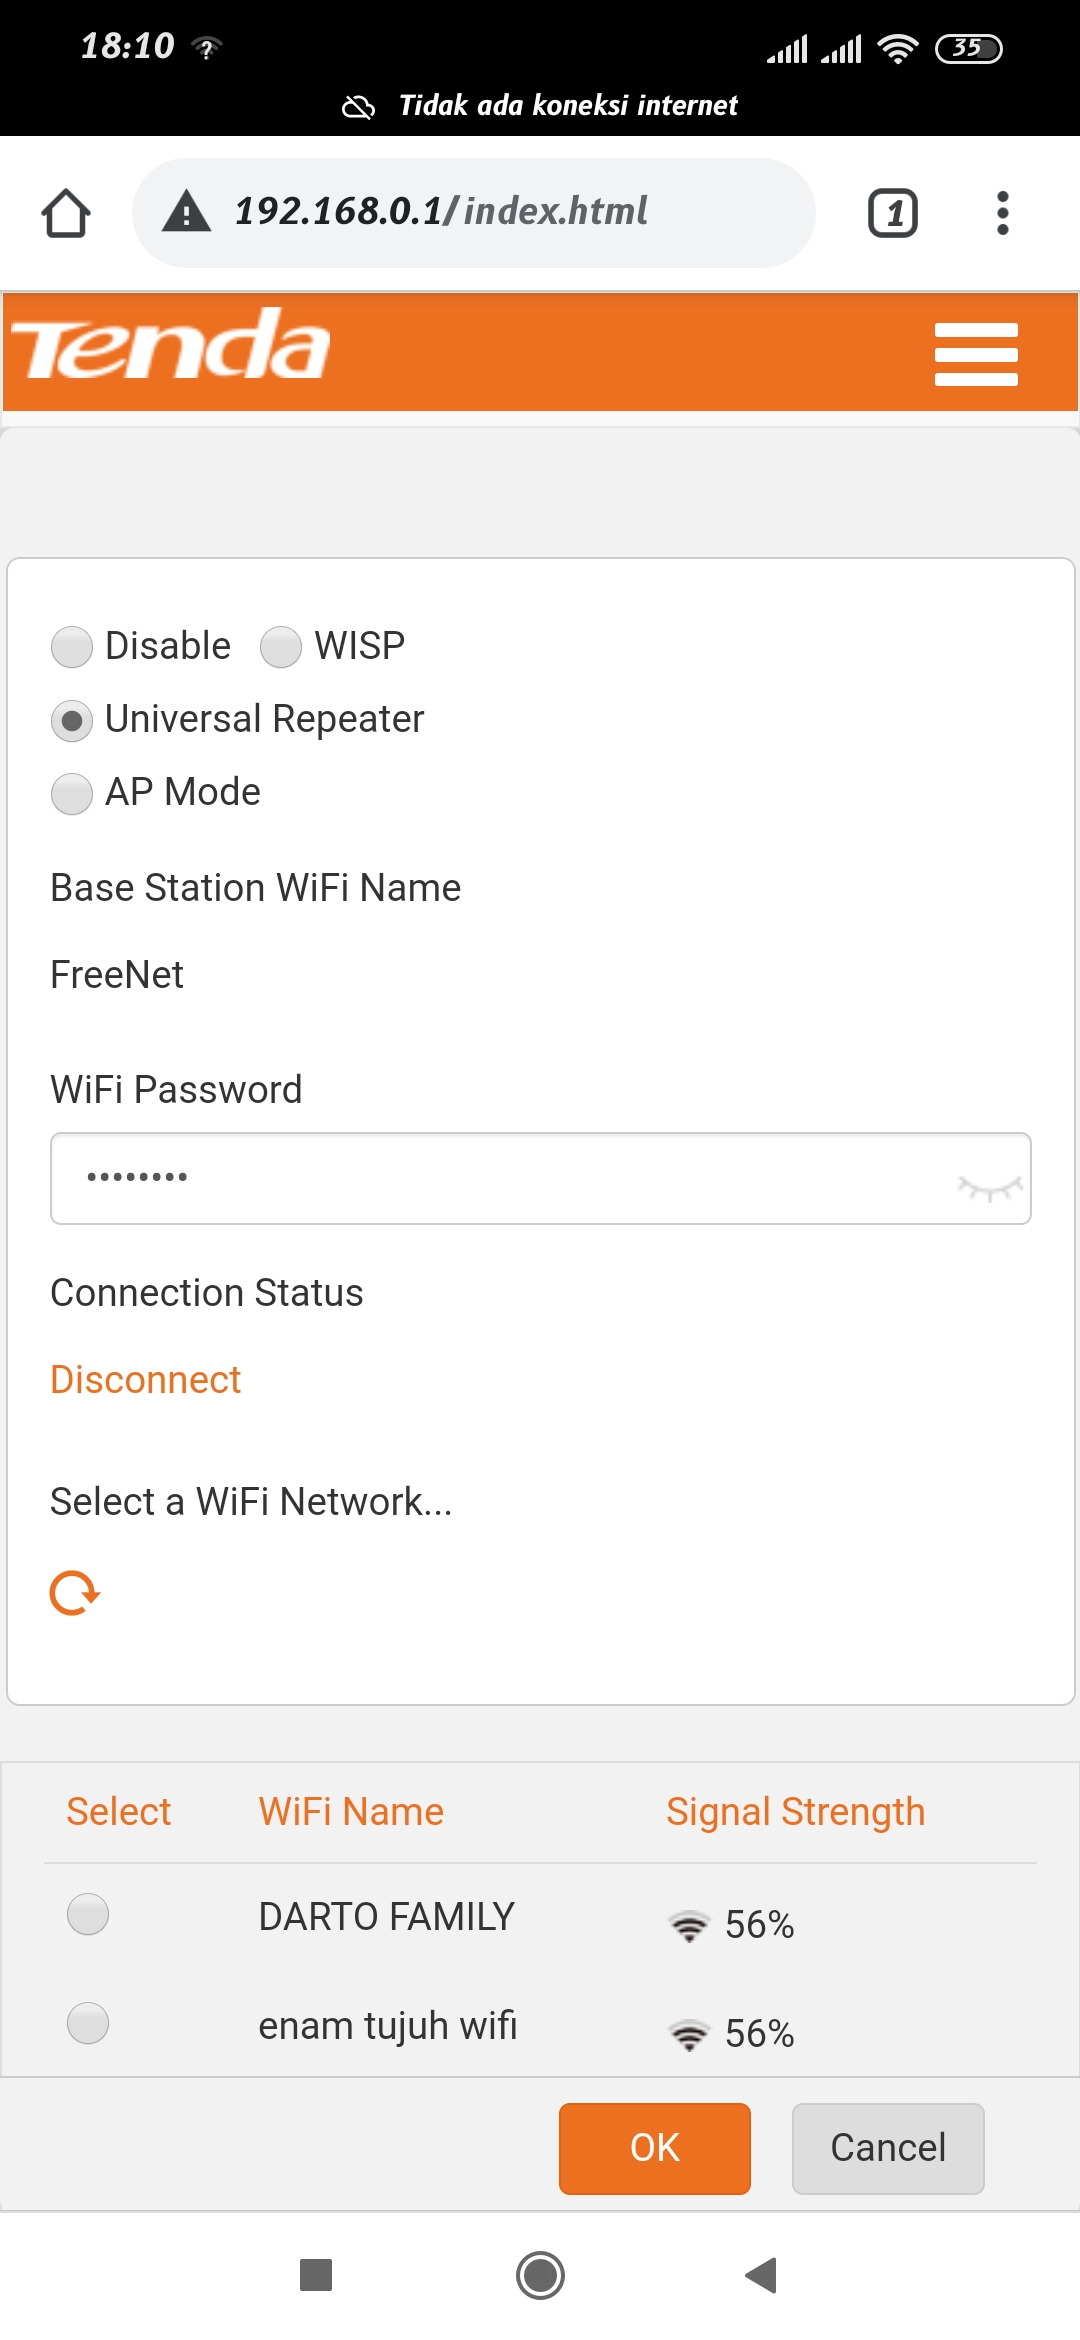 18:10
35
Tidak ada koneksi internet
192.168.0.1/index.html
1
Tenda
Disable WISP
Universal Repeater
AP Mode
Base Station WiFi Name
FreeNet
WiFi Password
••••••••
Connection Status
Disconnect
Select a WiFi Network...
Select WiFi Name Signal Strength
DARTO FAMILY 56%
enam tujuh wifi 56%
OK Cancel